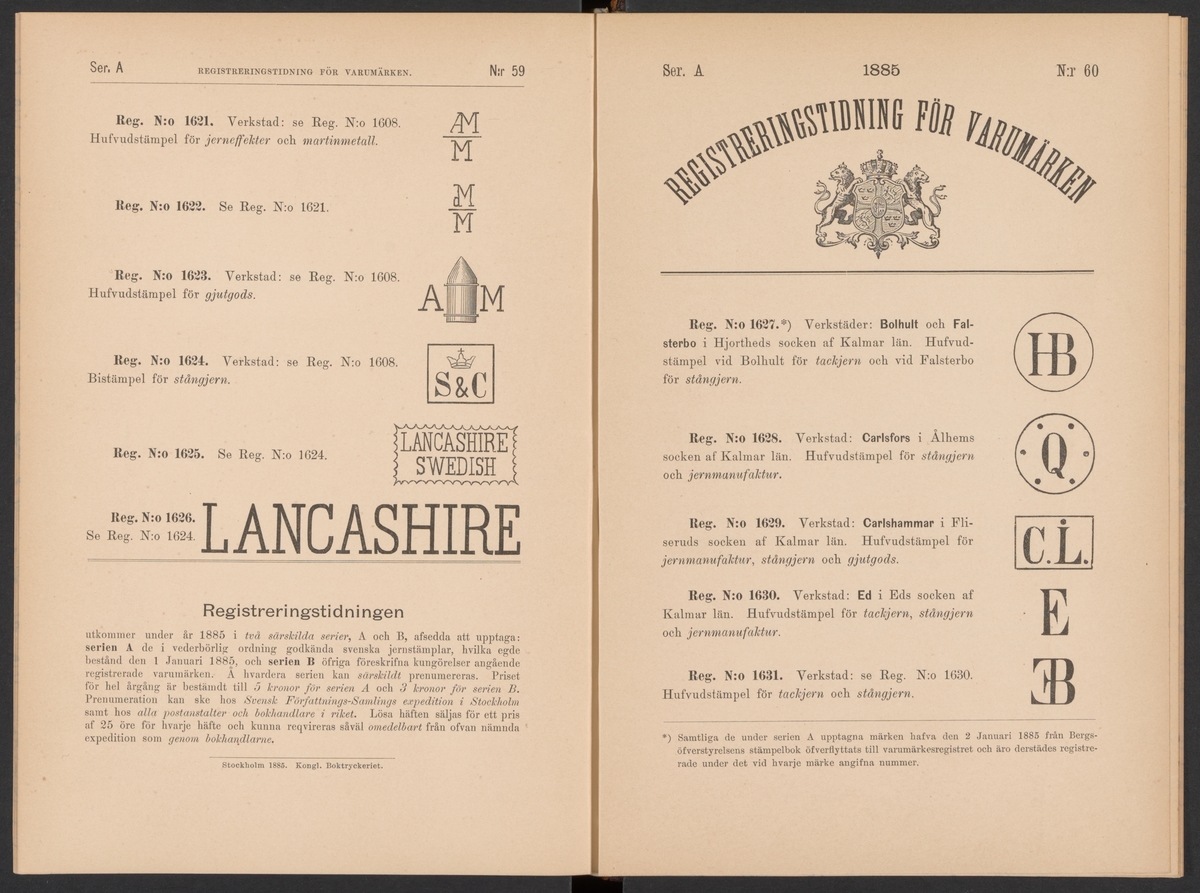 Ser. A REGISTRERINGSTIDNING FÖR VARUMÄRKEN. N:r 59
Reg. N:o 1621. Verkstad: se Reg. N:o 1608.
Hufvudstämpel för jerneffekter och martinmetall.
AM
M
Reg. N:o 1622. Se Reg. N:o 1621.
M
M
Reg. N:o 1623. Verkstad: se Reg. N:o 1608.
Hufvudstämpel för gjutgods.
A M
Reg. N:o 1624. Verkstad: se Reg. N:o 1608.
Bistämpel för stångjern.
S&C
Reg. N:o 1625. Se Reg. N:o 1624.
LANCASHIRE
SWEDISH
Reg. N:o 1626.
Se Reg. N:o 1624.
LANCASHIRE
Registreringstidningen
utkommer under år 1885 i två särskilda serier, A och B, afsedda att upptaga:
serien A de i vederbörlig ordning godkända svenska jernstämplar, hvilka egde
bestånd den 1 Januari 1885, och serien B öfriga föreskrifna kungörelser angående
registrerade varumärken. Å hvardera serien kan särskildt prenumereras. Priset
för hel årgång är bestämdt till 5 kronor för serien A och 3 kronor för serien B.
Prenumeration kan ske hos Svensk Författnings-Samlings expedition i Stockholm
samt hos alla postanstalter och bokhandlare i riket. Lösa häften säljas för ett pris
af 25 öre för hvarje häfte och kunna reqvireras såväl omedelbart från ofvan nämnda
expedition som genom bokhandlarne.
Stockholm 1885. Kongl. Boktryckeriet.
Ser. A 1885 N:r 60
REGISTRERINGSTIDNING FÖR VARUMÄRKEN
Reg. N:o 1627.*) Verkstäder: Bolhult och Fal-
sterbo i Hjortheds socken af Kalmar län. Hufvud-
stämpel vid Bolhult för tackjern och vid Falsterbo
för stångjern.
HB
Reg. N:o 1628. Verkstad: Carlsfors i Ålhems
socken af Kalmar län. Hufvudstämpel för stångjern
och jernmanufaktur.
Q
Reg. N:o 1629. Verkstad: Carlshammar i Fli-
seruds socken af Kalmar län. Hufvudstämpel för
jernmanufaktur, stångjern och gjutgods.
C.L.
Reg. N:o 1630. Verkstad: Ed i Eds socken af
Kalmar län. Hufvudstämpel för tackjern, stångjern
och jernmanufaktur.
E
Reg. N:o 1631. Verkstad: se Reg. N:o 1630.
Hufvudstämpel för tackjern och stångjern.
EB
*) Samtliga de under serien A upptagna märken hafva den 2 Januari 1885 från Bergs-
öfverstyrelsens stämpelbok öfverflyttats till varumärkesregistret och äro derstädes registre-
rade under det vid hvarje märke angifna nummer.